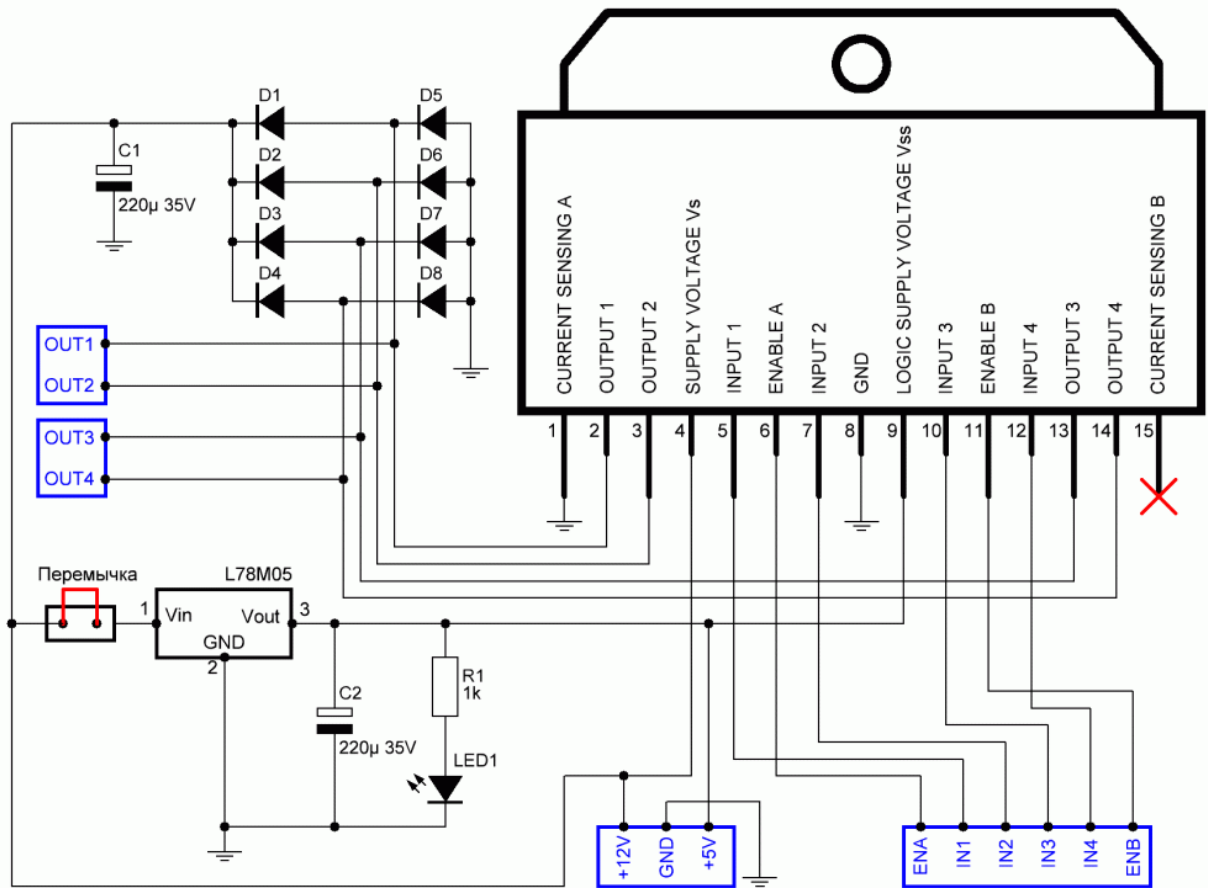 D1
D5
C1
220µ 35V
D2
D6
D3
D7
D4
D8
OUT1
OUT2
OUT3
OUT4
CURRENT SENSING A
OUTPUT 1
OUTPUT 2
SUPPLY VOLTAGE Vs
INPUT 1
ENABLE A
INPUT 2
GND
LOGIC SUPPLY VOLTAGE Vss
INPUT 3
ENABLE B
INPUT 4
OUTPUT 3
OUTPUT 4
CURRENT SENSING B
1 2 3 4 5 6 7 8 9 10 11 12 13 14 15
Перемычка
L78M05
1 Vin Vout 3
GND
2
R1
1k
C2
220µ 35V
LED1
+12V
GND
+5V
ENA
IN1
IN2
IN3
IN4
ENB